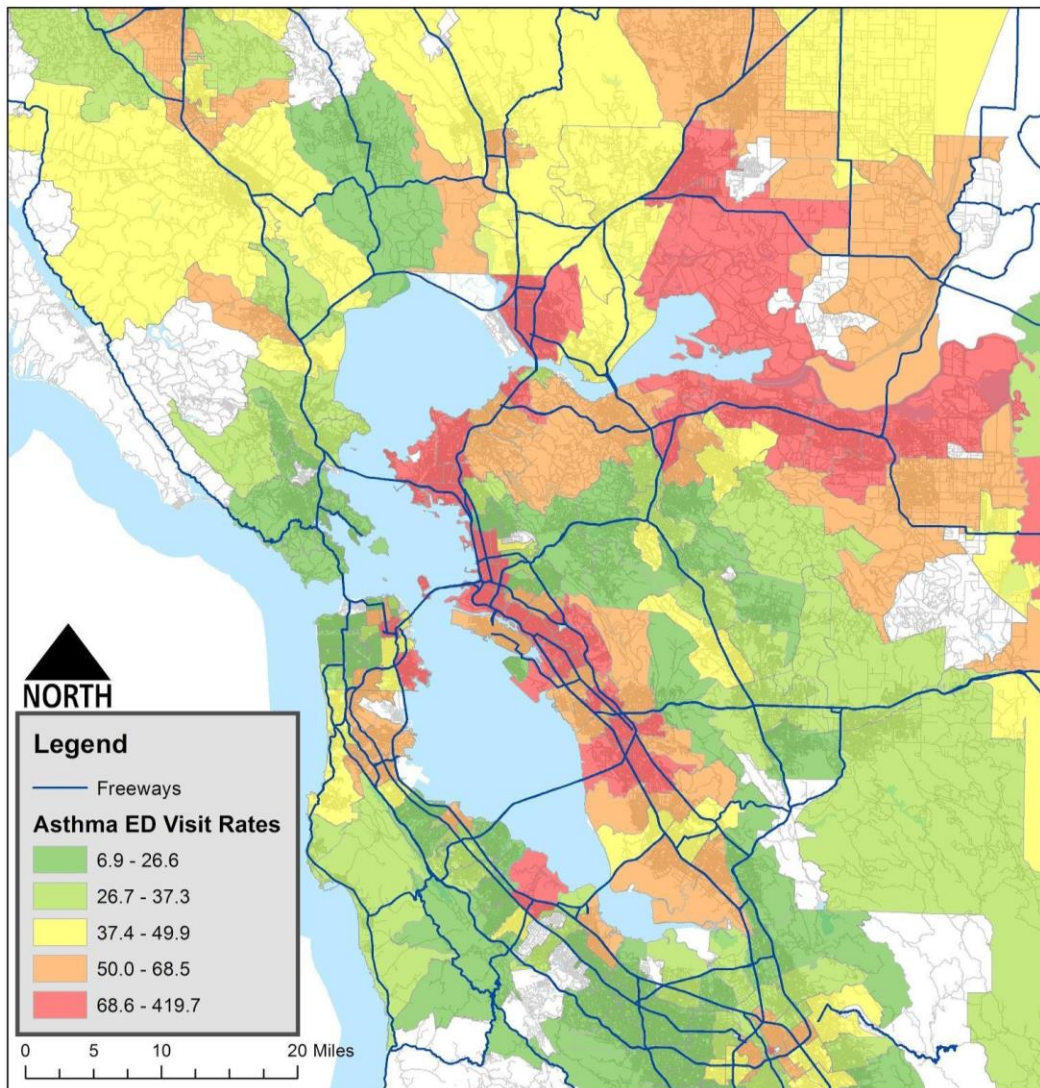 NORTH
Legend
Freeways
Asthma ED Visit Rates
6.9 - 26.6
26.7 - 37.3
37.4 - 49.9
50.0 - 68.5
68.6 - 419.7
0 5 10 20 Miles